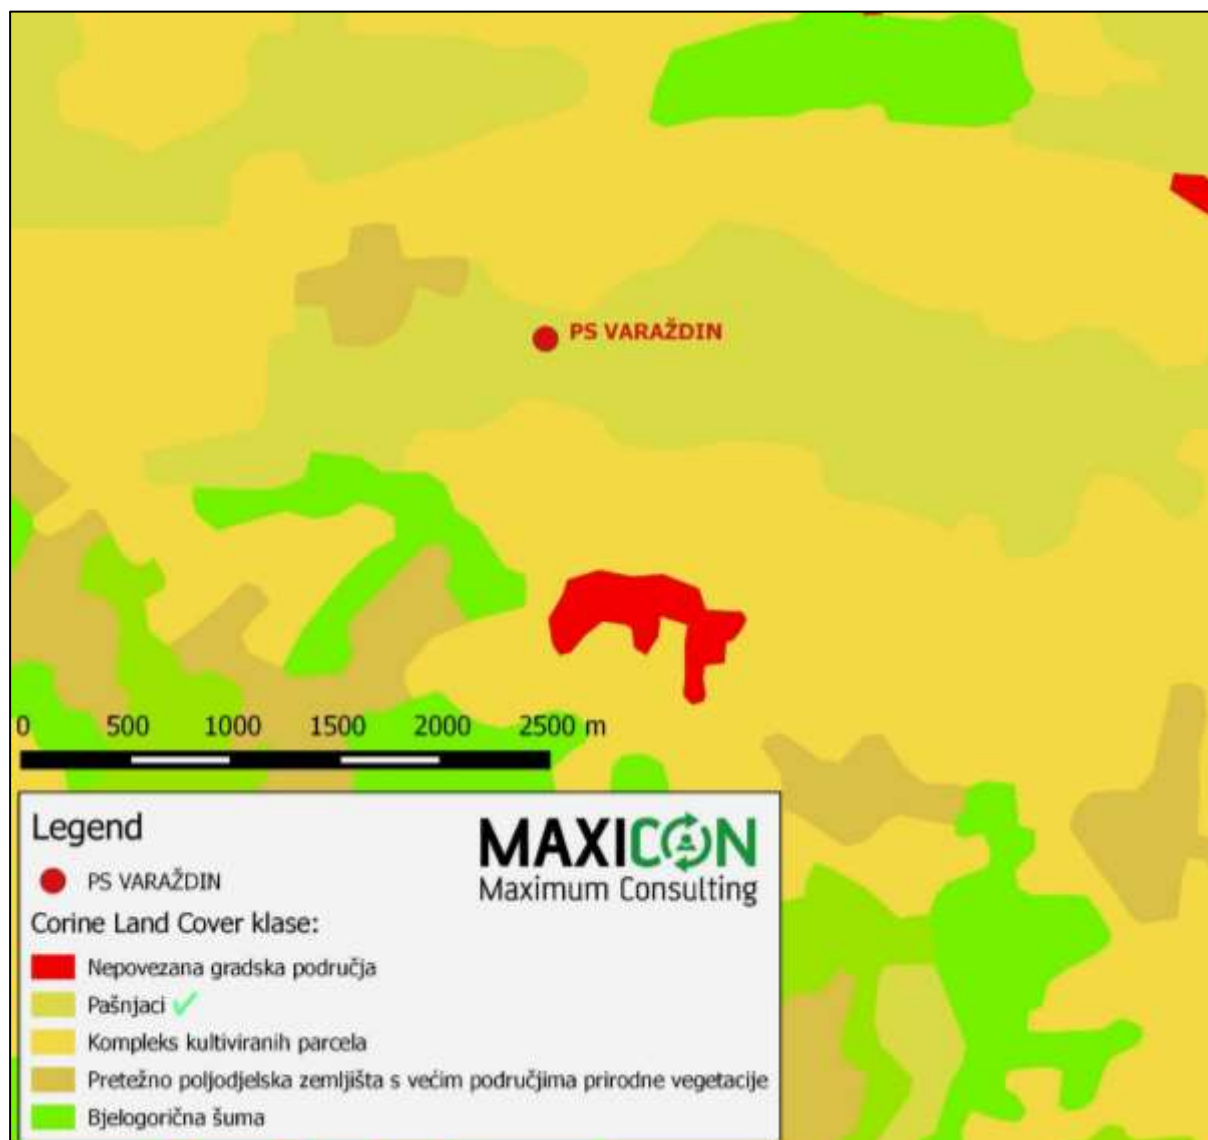 PS VARAŽDIN
0 500 1000 1500 2000 2500 m
Legend
MAXICON
Maximum Consulting
PS VARAŽDIN
Corine Land Cover klase:
Nepovezana gradska područja
Pašnjaci ✓
Kompleks kultiviranih parcela
Pretežno poljodjelska zemljišta s većim područjima prirodne vegetacije
Bjelogorična šuma